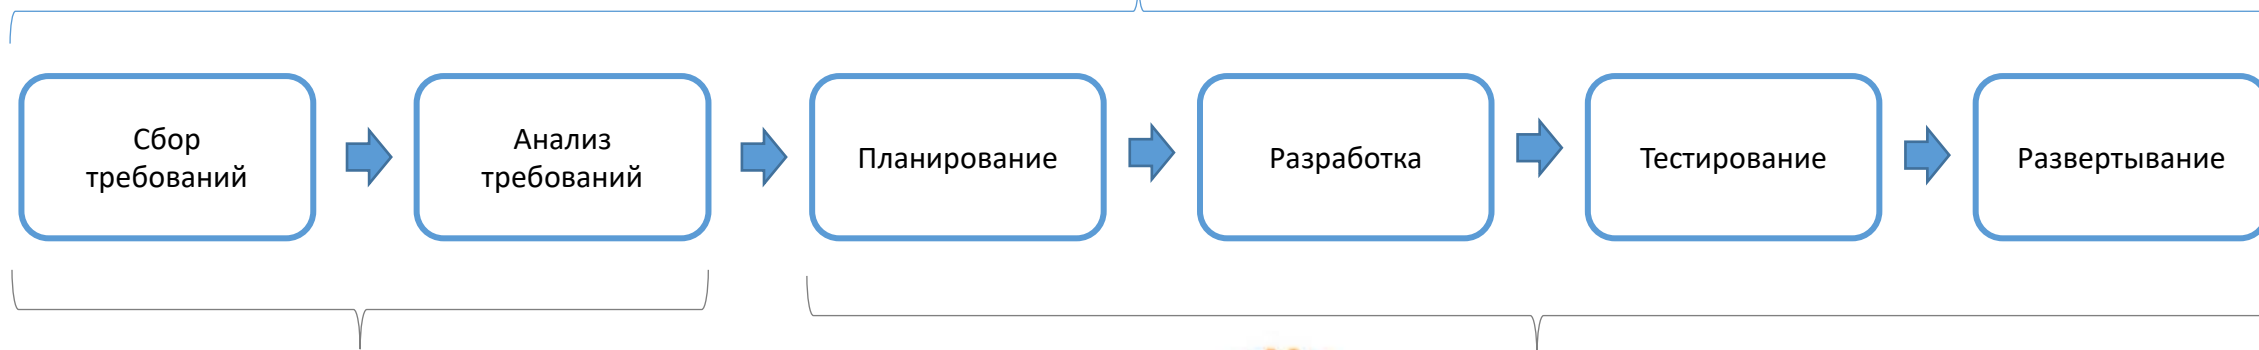 Сбор
требований
Анализ
требований
Планирование
Разработка
Тестирование
Развертывание